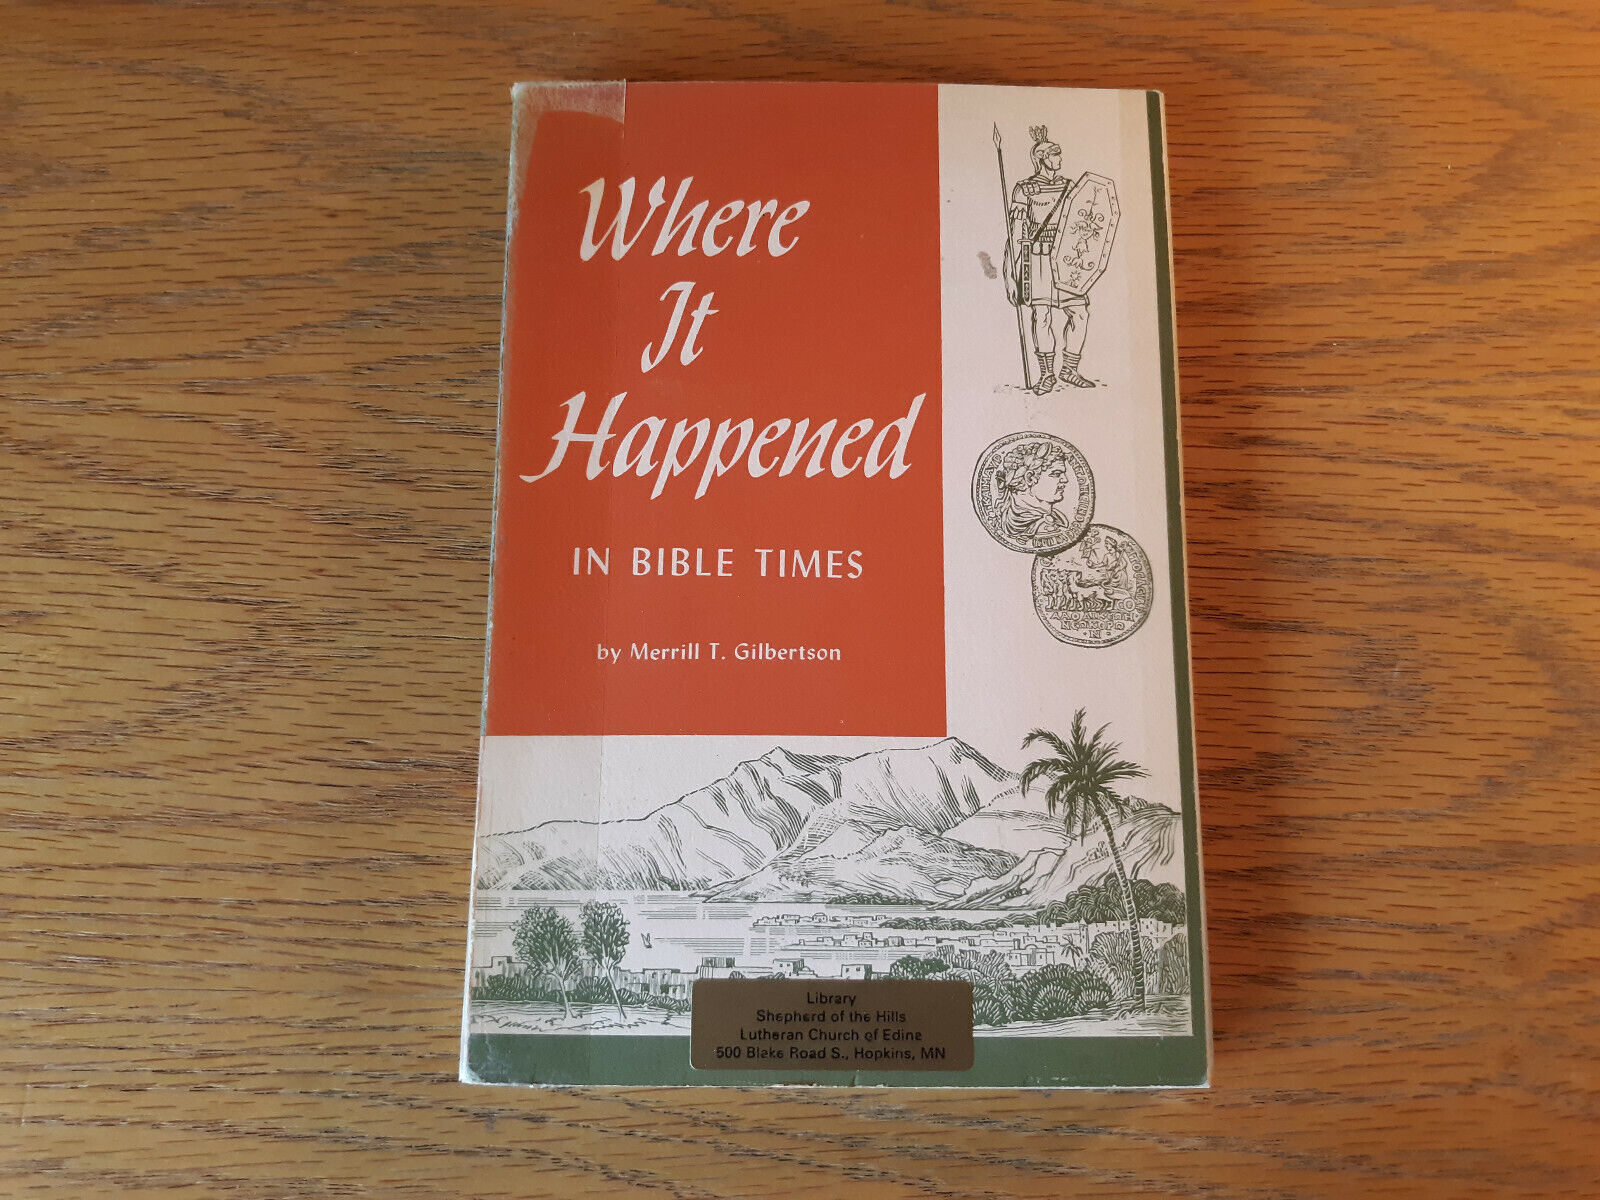 Where
It
Happened
IN BIBLE TIMES
by Merrill T. Gilbertson
ΝΕΩΚΟΡΩ
Ν
Library
Shepherd of the Hills
Lutheran Church of Edina
500 Blake Road S., Hopkins, MN